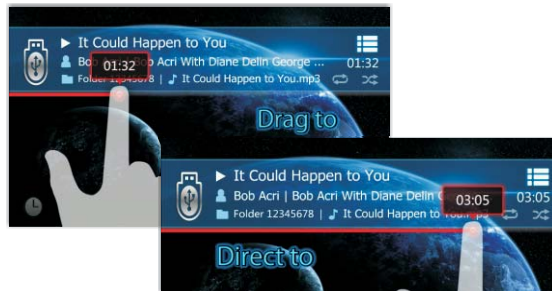 It Could Happen to You
Bob Acri With Diane Delin George ...
01:32
01:32
Folder 12345678 | It Could Happen to You.mp3
Drag to
It Could Happen to You
Bob Acri | Bob Acri With Diane Delin
03:05
03:05
Folder 12345678 | It Could Happen to You.mp3
Direct to